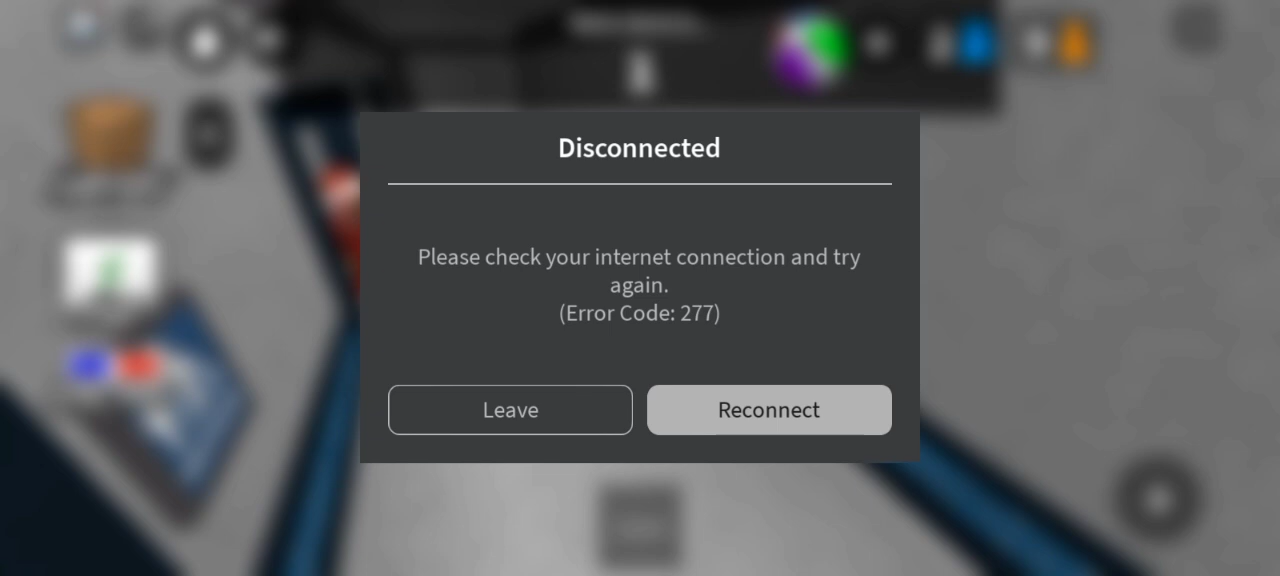 Disconnected
Please check your internet connection and try
again.
(Error Code: 277)
Leave
Reconnect